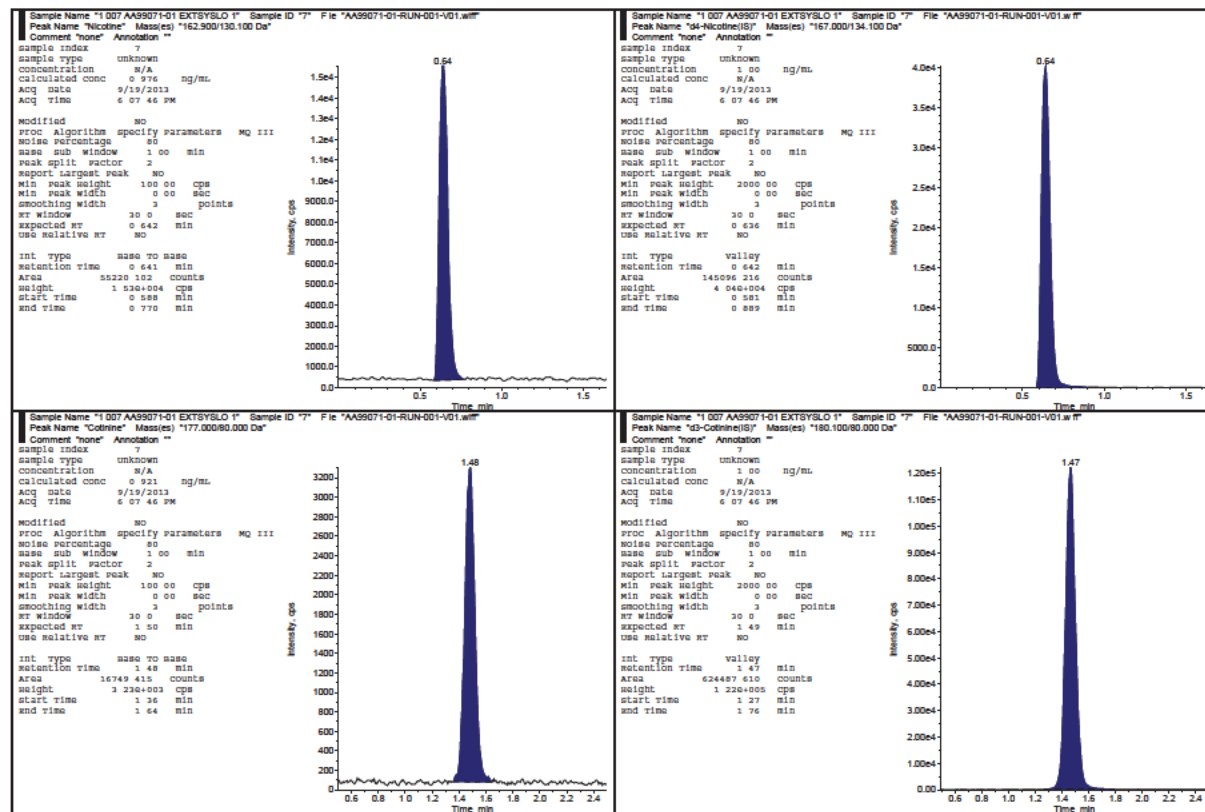 Sample Name "1 007 AA99071-01 EXTSYSLO 1" Sample ID "7" F le "AA99071-01-RUN-001-V01.wiff"
Peak Name "Nicotine" Mass(es) "162.900/130.100 Da"
Comment "none" Annotation ""
Sample Index 7
Sample Type Unknown
Concentration N/A
Calculated Conc 0 976 ng/mL
Acq Date 9/19/2013
Acq Time 6 07 46 PM
Modified NO
Proc Algorithm Specify Parameters MQ III
Noise Percentage 80
Base Sub Window 1 00 min
Peak Split Factor 2
Report Largest Peak NO
Min Peak Height 100 00 cps
Min Peak Width 0 00 sec
Smoothing Width 3 points
RT Window 30 0 sec
Expected RT 0 642 min
Use Relative RT NO
Int Type Base To Base
Retention Time 0 641 min
Area 55220 102 counts
Height 1 53e+004 cps
Start Time 0 588 min
End Time 0 770 min
0.64
1.5e4
1.4e4
1.2e4
1.1e4
1.0e4
9000.0
8000.0
7000.0
6000.0
5000.0
4000.0
3000.0
2000.0
1000.0
0.0
Intensity, cps
0.5 1.0 1.5
Time min
Sample Name "1 007 AA99071-01 EXTSYSLO 1" Sample ID "7" File "AA99071-01-RUN-001-V01.w ff"
Peak Name "d4-Nicotine(IS)" Mass(es) "167.000/134.100 Da"
Comment "none" Annotation ""
Sample Index 7
Sample Type Unknown
Concentration 1 00 ng/mL
Calculated Conc N/A
Acq Date 9/19/2013
Acq Time 6 07 46 PM
Modified NO
Proc Algorithm Specify Parameters MQ III
Noise Percentage 80
Base Sub Window 1 00 min
Peak Split Factor 2
Report Largest Peak NO
Min Peak Height 2000 00 cps
Min Peak Width 0 00 sec
Smoothing Width 3 points
RT Window 30 0 sec
Expected RT 0 636 min
Use Relative RT NO
Int Type Valley
Retention Time 0 642 min
Area 145096 216 counts
Height 4 04e+004 cps
Start Time 0 581 min
End Time 0 889 min
0.64
4.0e4
3.5e4
3.0e4
2.5e4
2.0e4
1.5e4
1.0e4
5000.0
0.0
Intensity, cps
0.5 1.0 1.5
Time min
Sample Name "1 007 AA99071-01 EXTSYSLO 1" Sample ID "7" F le "AA99071-01-RUN-001-V01.wiff"
Peak Name "Cotinine" Mass(es) "177.000/80.000 Da"
Comment "none" Annotation ""
Sample Index 7
Sample Type Unknown
Concentration N/A
Calculated Conc 0 921 ng/mL
Acq Date 9/19/2013
Acq Time 6 07 46 PM
Modified NO
Proc Algorithm Specify Parameters MQ III
Noise Percentage 80
Base Sub Window 1 00 min
Peak Split Factor 2
Report Largest Peak NO
Min Peak Height 100 00 cps
Min Peak Width 0 00 sec
Smoothing Width 3 points
RT Window 30 0 sec
Expected RT 1 50 min
Use Relative RT NO
Int Type Base To Base
Retention Time 1 48 min
Area 16749 415 counts
Height 3 23e+003 cps
Start Time 1 36 min
End Time 1 64 min
1.48
3200
3000
2800
2600
2400
2200
2000
1800
1600
1400
1200
1000
800
600
400
200
0
Intensity, cps
0.6 0.8 1.0 1.2 1.4 1.6 1.8 2.0 2.2 2.4
Time min
Sample Name "1 007 AA99071-01 EXTSYSLO 1" Sample ID "7" File "AA99071-01-RUN-001-V01.w ff"
Peak Name "d3-Cotinine(IS)" Mass(es) "180.100/80.000 Da"
Comment "none" Annotation ""
Sample Index 7
Sample Type Unknown
Concentration 1 00 ng/mL
Calculated Conc N/A
Acq Date 9/19/2013
Acq Time 6 07 46 PM
Modified NO
Proc Algorithm Specify Parameters MQ III
Noise Percentage 80
Base Sub Window 1 00 min
Peak Split Factor 2
Report Largest Peak NO
Min Peak Height 2000 00 cps
Min Peak Width 0 00 sec
Smoothing Width 3 points
RT Window 30 0 sec
Expected RT 1 49 min
Use Relative RT NO
Int Type Valley
Retention Time 1 47 min
Area 624487 610 counts
Height 1 22e+005 cps
Start Time 1 27 min
End Time 1 76 min
1.47
1.20e5
1.00e5
8.00e4
6.00e4
4.00e4
2.00e4
0.00
Intensity, cps
0.6 0.8 1.0 1.2 1.4 1.6 1.8 2.0 2.2 2.4
Time min